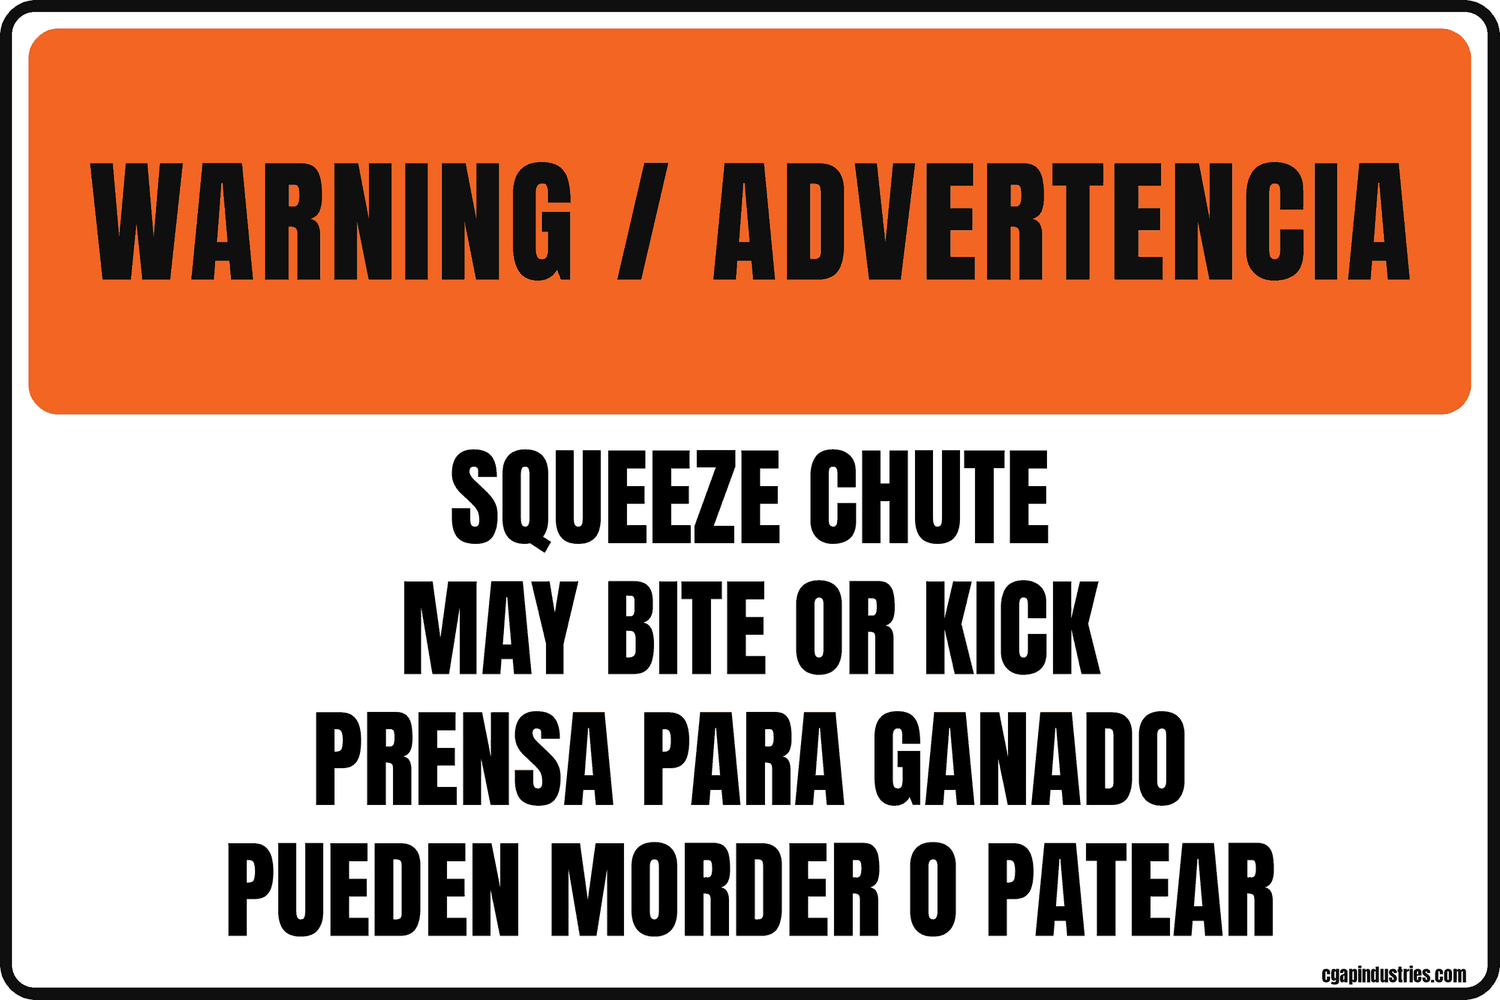 WARNING / ADVERTENCIA
SQUEEZE CHUTE
MAY BITE OR KICK
PRENSA PARA GANADO
PUEDEN MORDER O PATEAR
cgapindustries.com